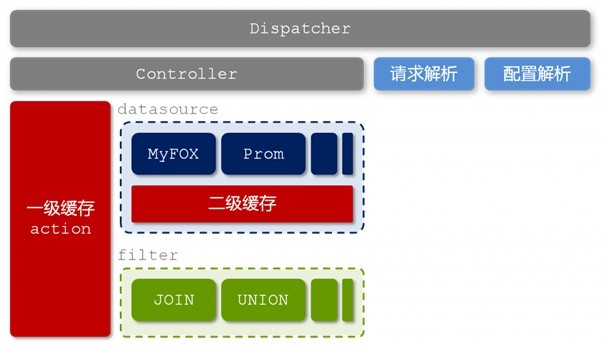 Dispatcher
Controller
请求解析
配置解析
datasource
MyFOX
Prom
一级缓存
action
二级缓存
filter
JOIN
UNION